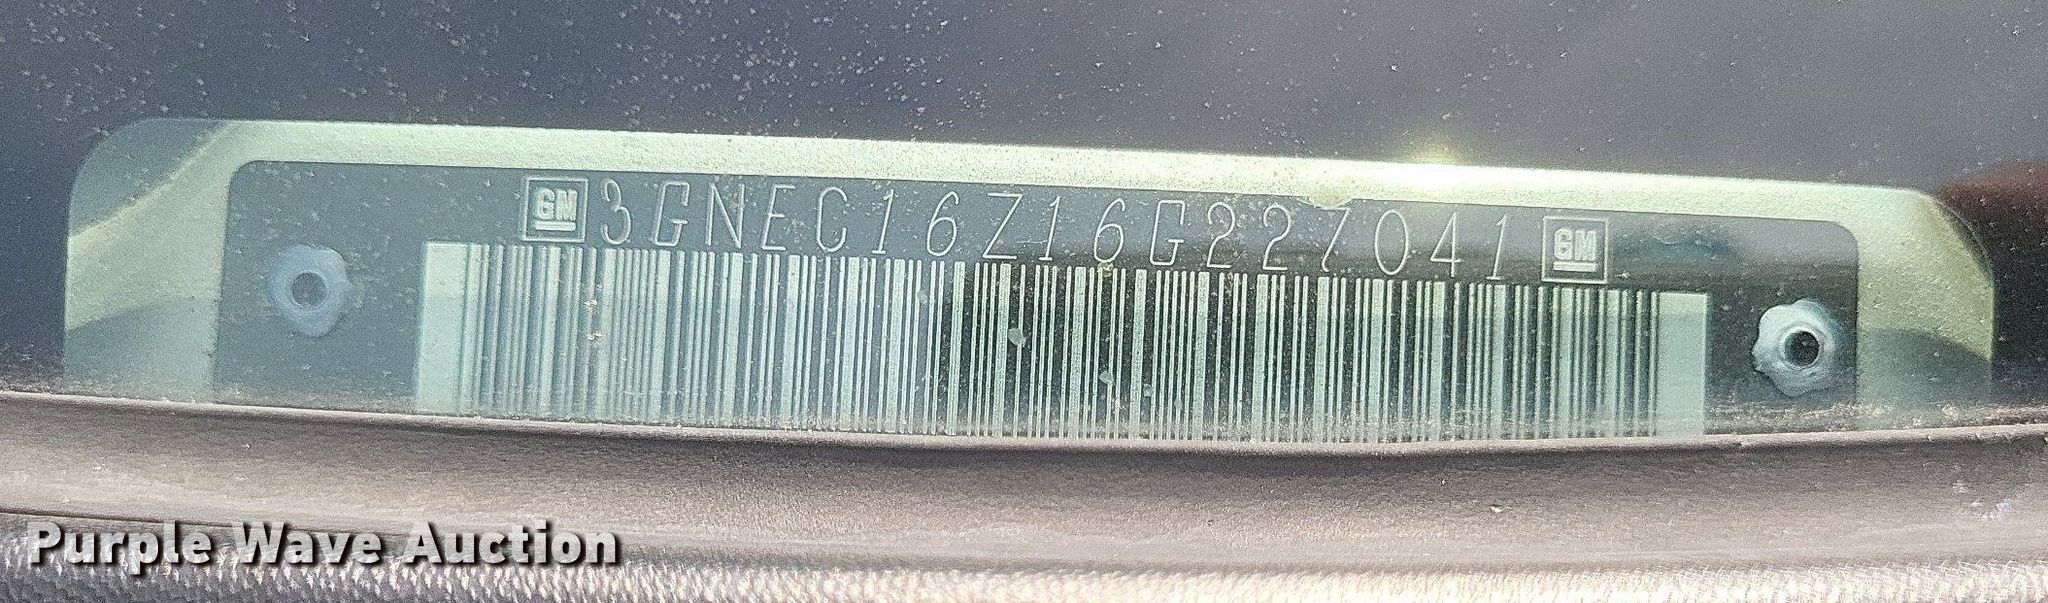 GM 3GNEC16Z16G227041 GM
Purple Wave Auction